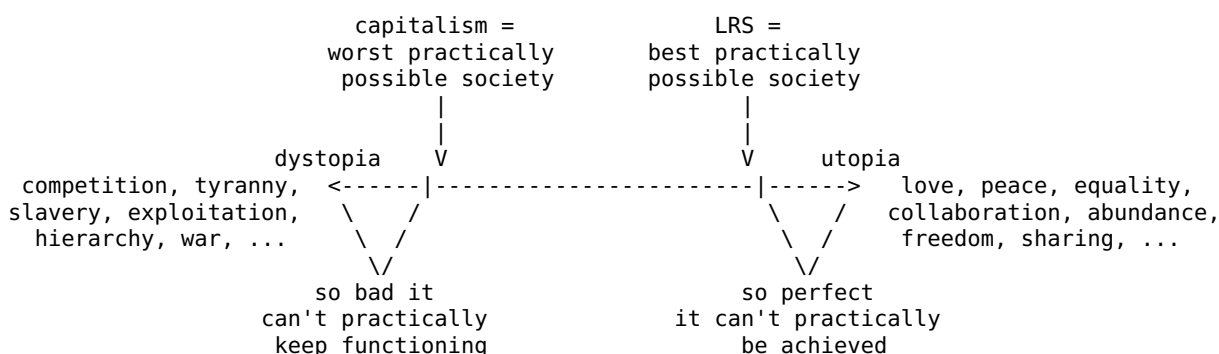 capitalism = LRS =
worst practically best practically
possible society possible society
| |
| |
dystopia V V utopia
competition, tyranny, <------|------------------------|------> love, peace, equality,
slavery, exploitation, \ / \ / collaboration, abundance,
hierarchy, war, ... \ / \ / freedom, sharing, ...
\/ \/
so bad it so perfect
can't practically it can't practically
keep functioning be achieved